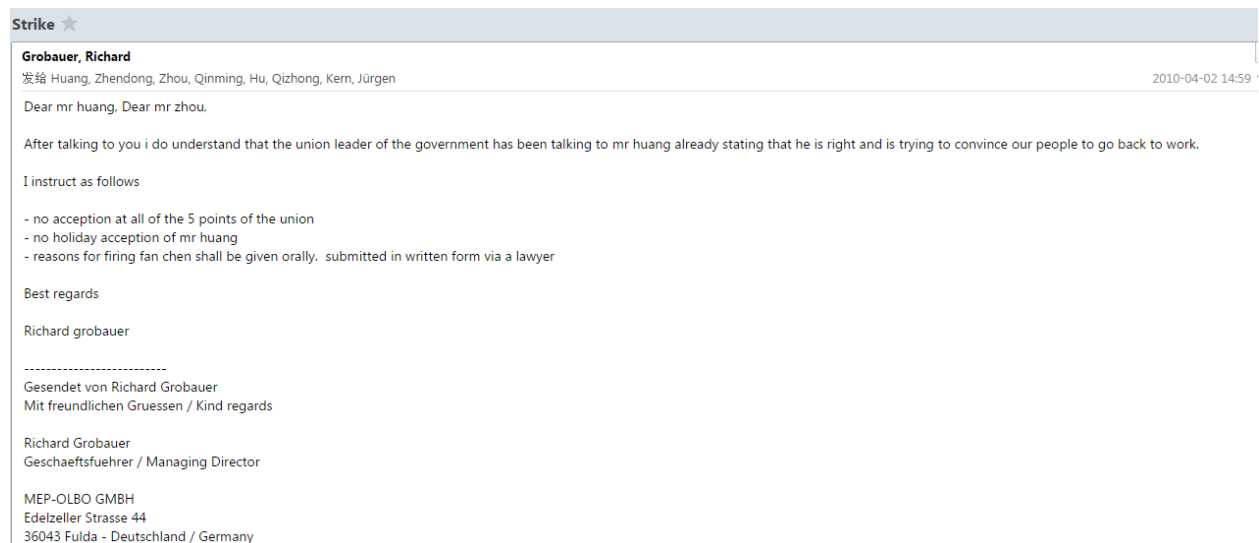 Strike
Grobauer, Richard
发给 Huang, Zhendong, Zhou, Qinming, Hu, Qizhong, Kern, Jürgen
2010-04-02 14:59
Dear mr huang, Dear mr zhou,
After talking to you i do understand that the union leader of the government has been talking to mr huang already stating that he is right and is trying to convince our people to go back to work.
I instruct as follows
- no acception at all of the 5 points of the union
- no holiday acception of mr huang
- reasons for firing fan chen shall be given orally.  submitted in written form via a lawyer
Best regards
Richard grobauer
--------------------------
Gesendet von Richard Grobauer
Mit freundlichen Gruessen / Kind regards
Richard Grobauer
Geschaeftsfuehrer / Managing Director
MEP-OLBO GMBH
Edelzeller Strasse 44
36043 Fulda - Deutschland / Germany